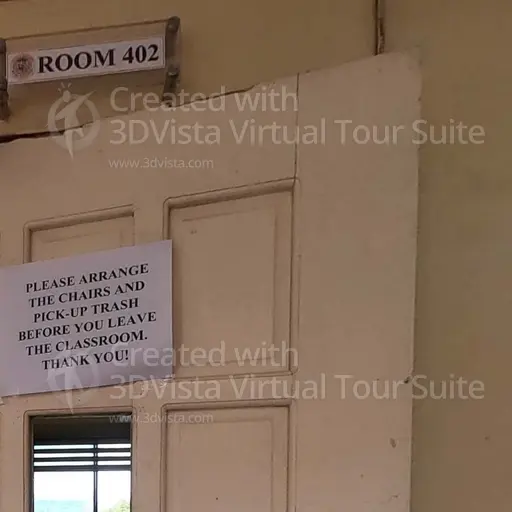 ROOM 402
Created with
3DVista Virtual Tour Suite
www.3dvista.com
PLEASE ARRANGE
THE CHAIRS AND
PICK-UP TRASH
BEFORE YOU LEAVE
THE CLASSROOM.
THANK YOU!
Created with
3DVista Virtual Tour Suite
www.3dvista.com